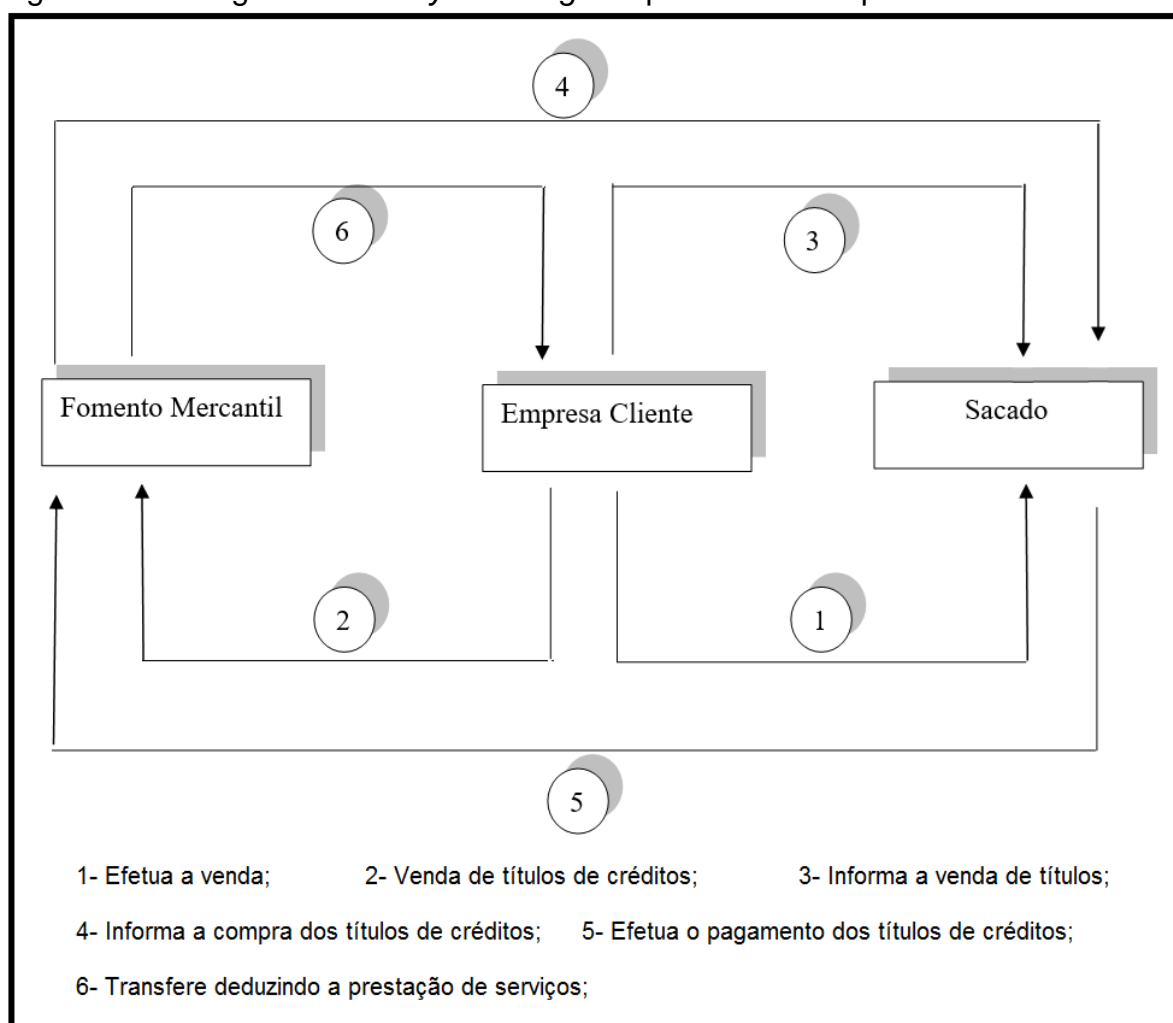 4
6
3
Fomento Mercantil
Empresa Cliente
Sacado
2
1
5
1- Efetua a venda; 2- Venda de títulos de créditos; 3- Informa a venda de títulos;
4- Informa a compra dos títulos de créditos; 5- Efetua o pagamento dos títulos de créditos;
6- Transfere deduzindo a prestação de serviços;